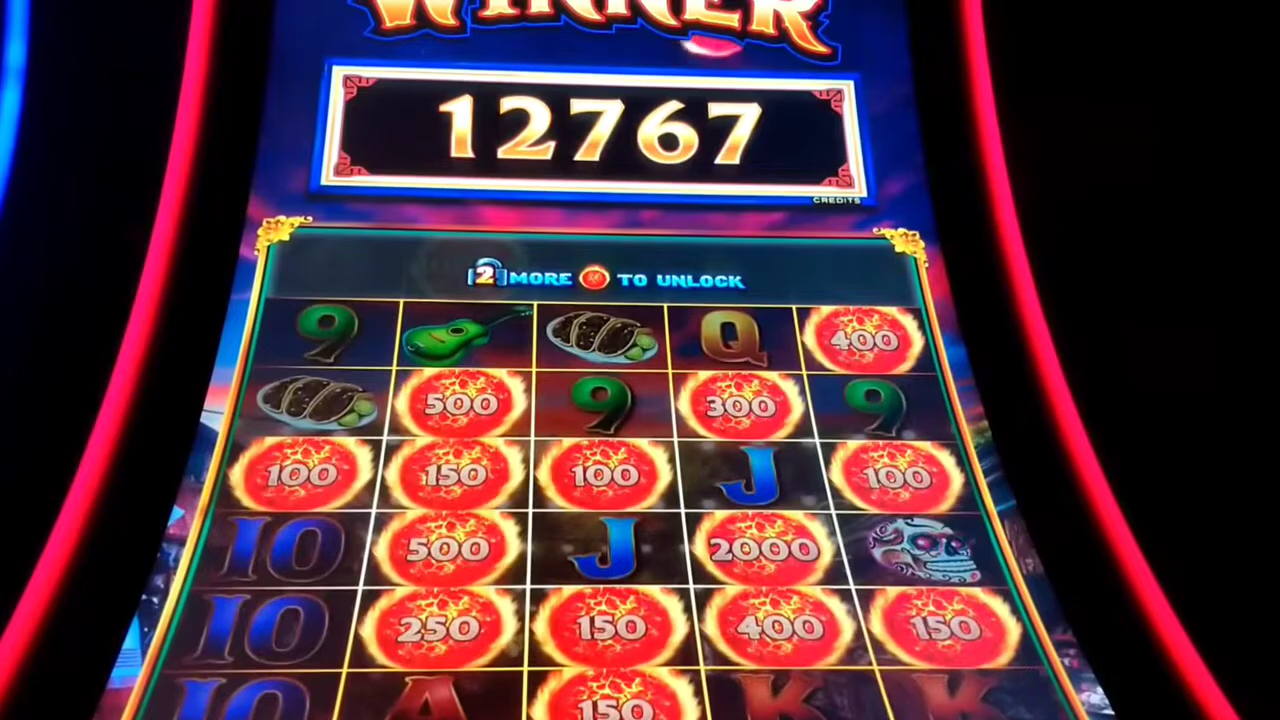 WINNER
12767
CREDITS
2 MORE TO UNLOCK
9 Q 400
500 9 300 9
100 150 100 J 100
10 500 J 2000
10 250 150 400 150
10 A 150 K K